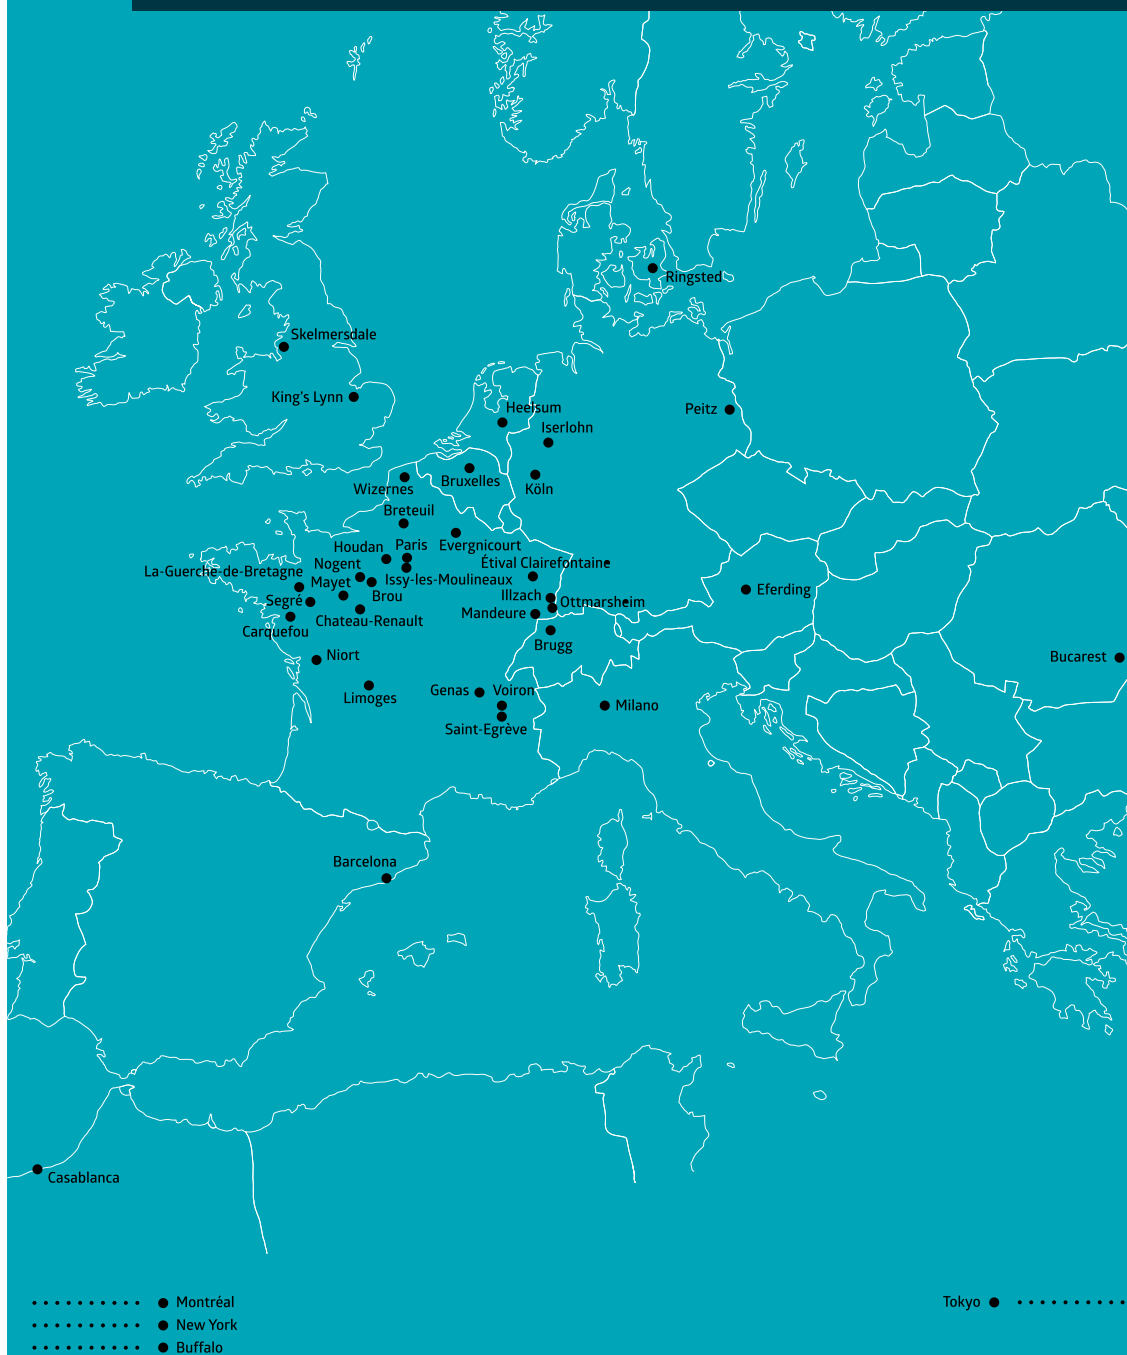 Ringsted
Skelmersdale
King's Lynn
Heelsum
Peitz
Iserlohn
Bruxelles
Wizernes
Köln
Breteuil
Evergnicourt
Houdan
Paris
Nogent
Étival Clairefontaine
La-Guerche-de-Bretagne
Mayet
Issy-les-Moulineaux
Eferding
Segré
Brou
Illzach
Ottmarsheim
Chateau-Renault
Mandeure
Carquefou
Brugg
Niort
Bucarest
Limoges
Genas
Voiron
Milano
Saint-Egrève
Barcelona
Casablanca
Montréal
Tokyo
New York
Buffalo